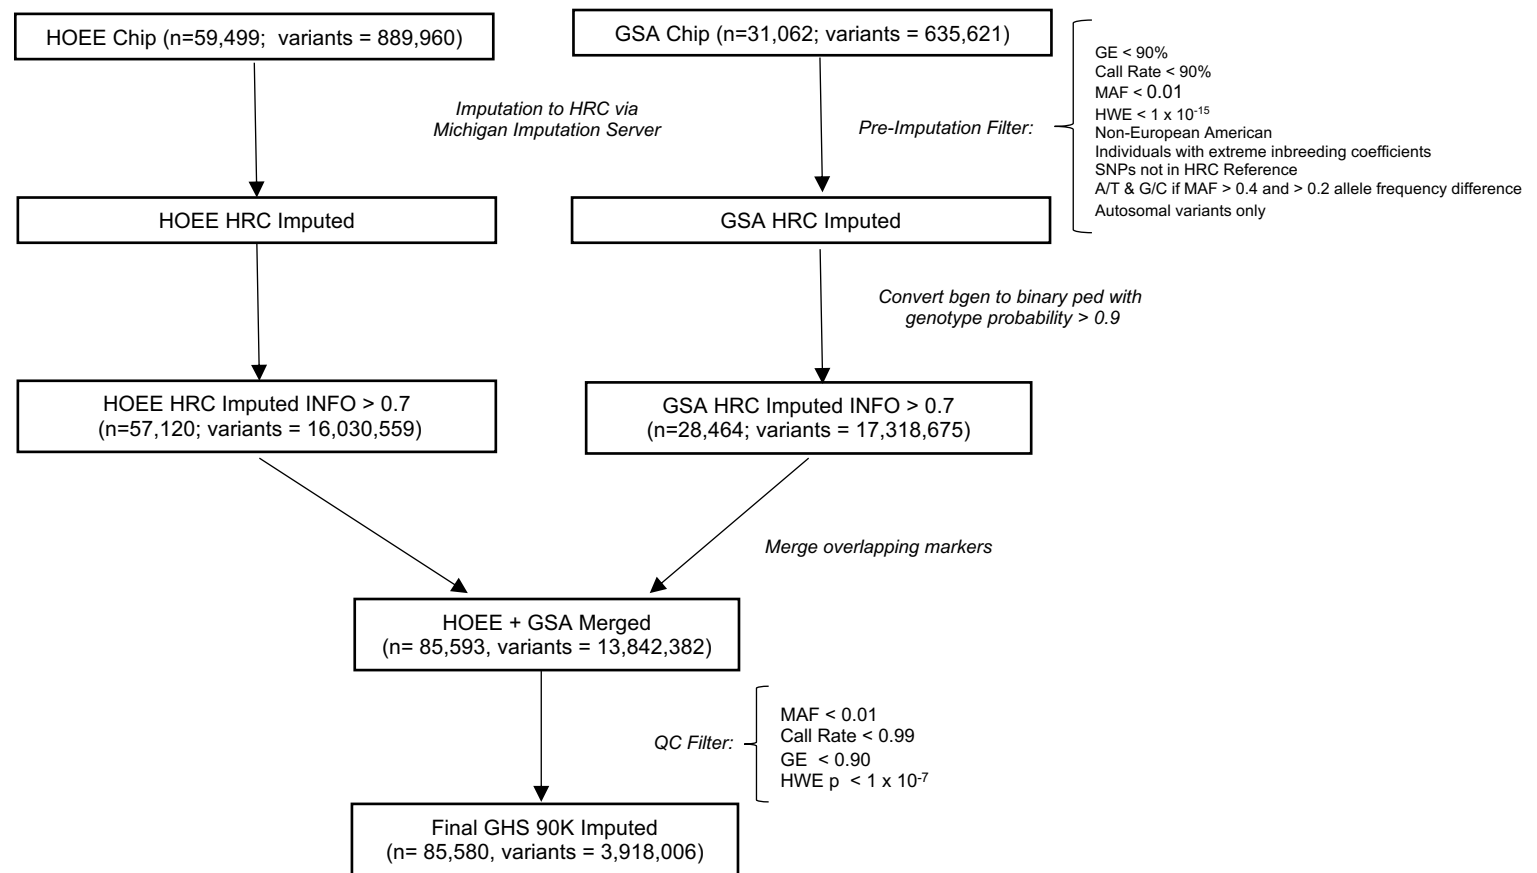 HOEE Chip (n=59,499;  variants = 889,960)
GSA Chip (n=31,062; variants = 635,621)
Imputation to HRC via
Michigan Imputation Server
Pre-Imputation Filter:
GE < 90%
Call Rate < 90%
MAF < 0.01
HWE < 1 x 10⁻¹⁵
Non-European American
Individuals with extreme inbreeding coefficients
SNPs not in HRC Reference
A/T & G/C if MAF > 0.4 and > 0.2 allele frequency difference
Autosomal variants only
HOEE HRC Imputed
GSA HRC Imputed
Convert bgen to binary ped with
genotype probability > 0.9
HOEE HRC Imputed INFO > 0.7
(n=57,120; variants = 16,030,559)
GSA HRC Imputed INFO > 0.7
(n=28,464; variants = 17,318,675)
Merge overlapping markers
HOEE + GSA Merged
(n= 85,593, variants = 13,842,382)
QC Filter:
MAF < 0.01
Call Rate < 0.99
GE  < 0.90
HWE p  < 1 x 10⁻⁷
Final GHS 90K Imputed
(n= 85,580, variants = 3,918,006)